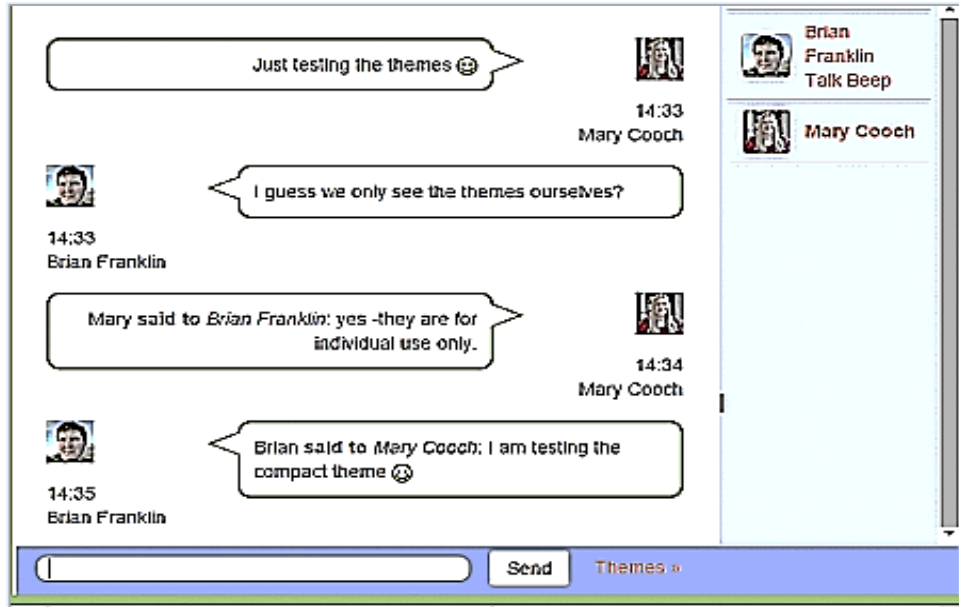 Just testing the themes
14:33
Mary Cooch
I guess we only see the themes ourselves?
14:33
Brian Franklin
Mary said to Brian Franklin: yes -they are for
individual use only.
14:34
Mary Cooch
Brian said to Mary Cooch: I am testing the
compact theme
14:35
Brian Franklin
Brian
Franklin
Talk Beep
Mary Cooch
Send
Themes »